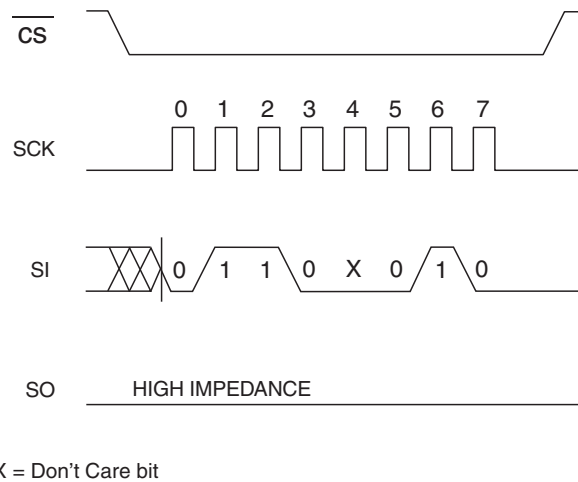 CS
0 1 2 3 4 5 6 7
SCK
SI 0 1 1 0 X 0 1 0
SO HIGH IMPEDANCE
X = Don't Care bit